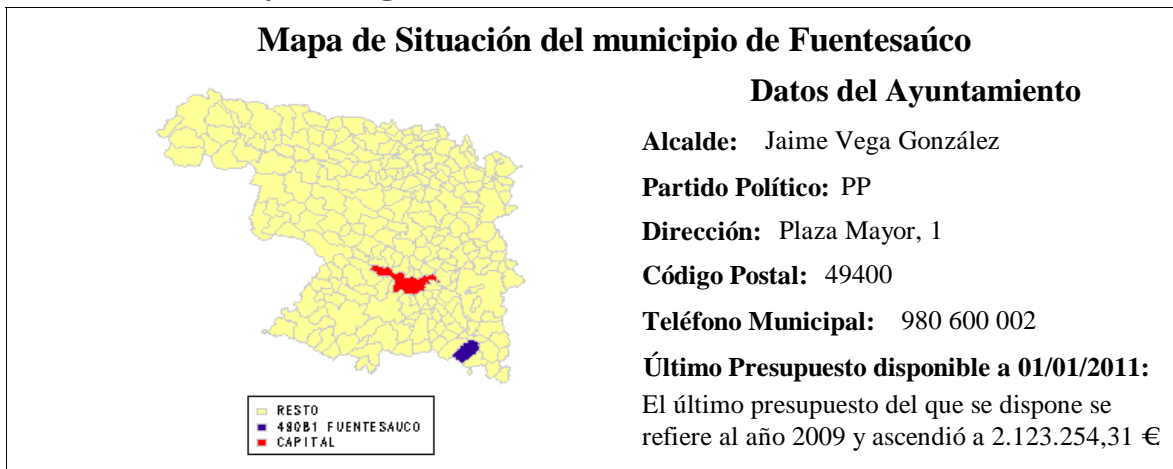 Mapa de Situación del municipio de Fuentesaúco
Datos del Ayuntamiento
Alcalde: Jaime Vega González
Partido Político: PP
Dirección: Plaza Mayor, 1
Código Postal: 49400
Teléfono Municipal: 980 600 002
Último Presupuesto disponible a 01/01/2011:
El último presupuesto del que se dispone se
refiere al año 2009 y ascendió a 2.123.254,31 €
RESTO
49081 FUENTESAUCO
CAPITAL